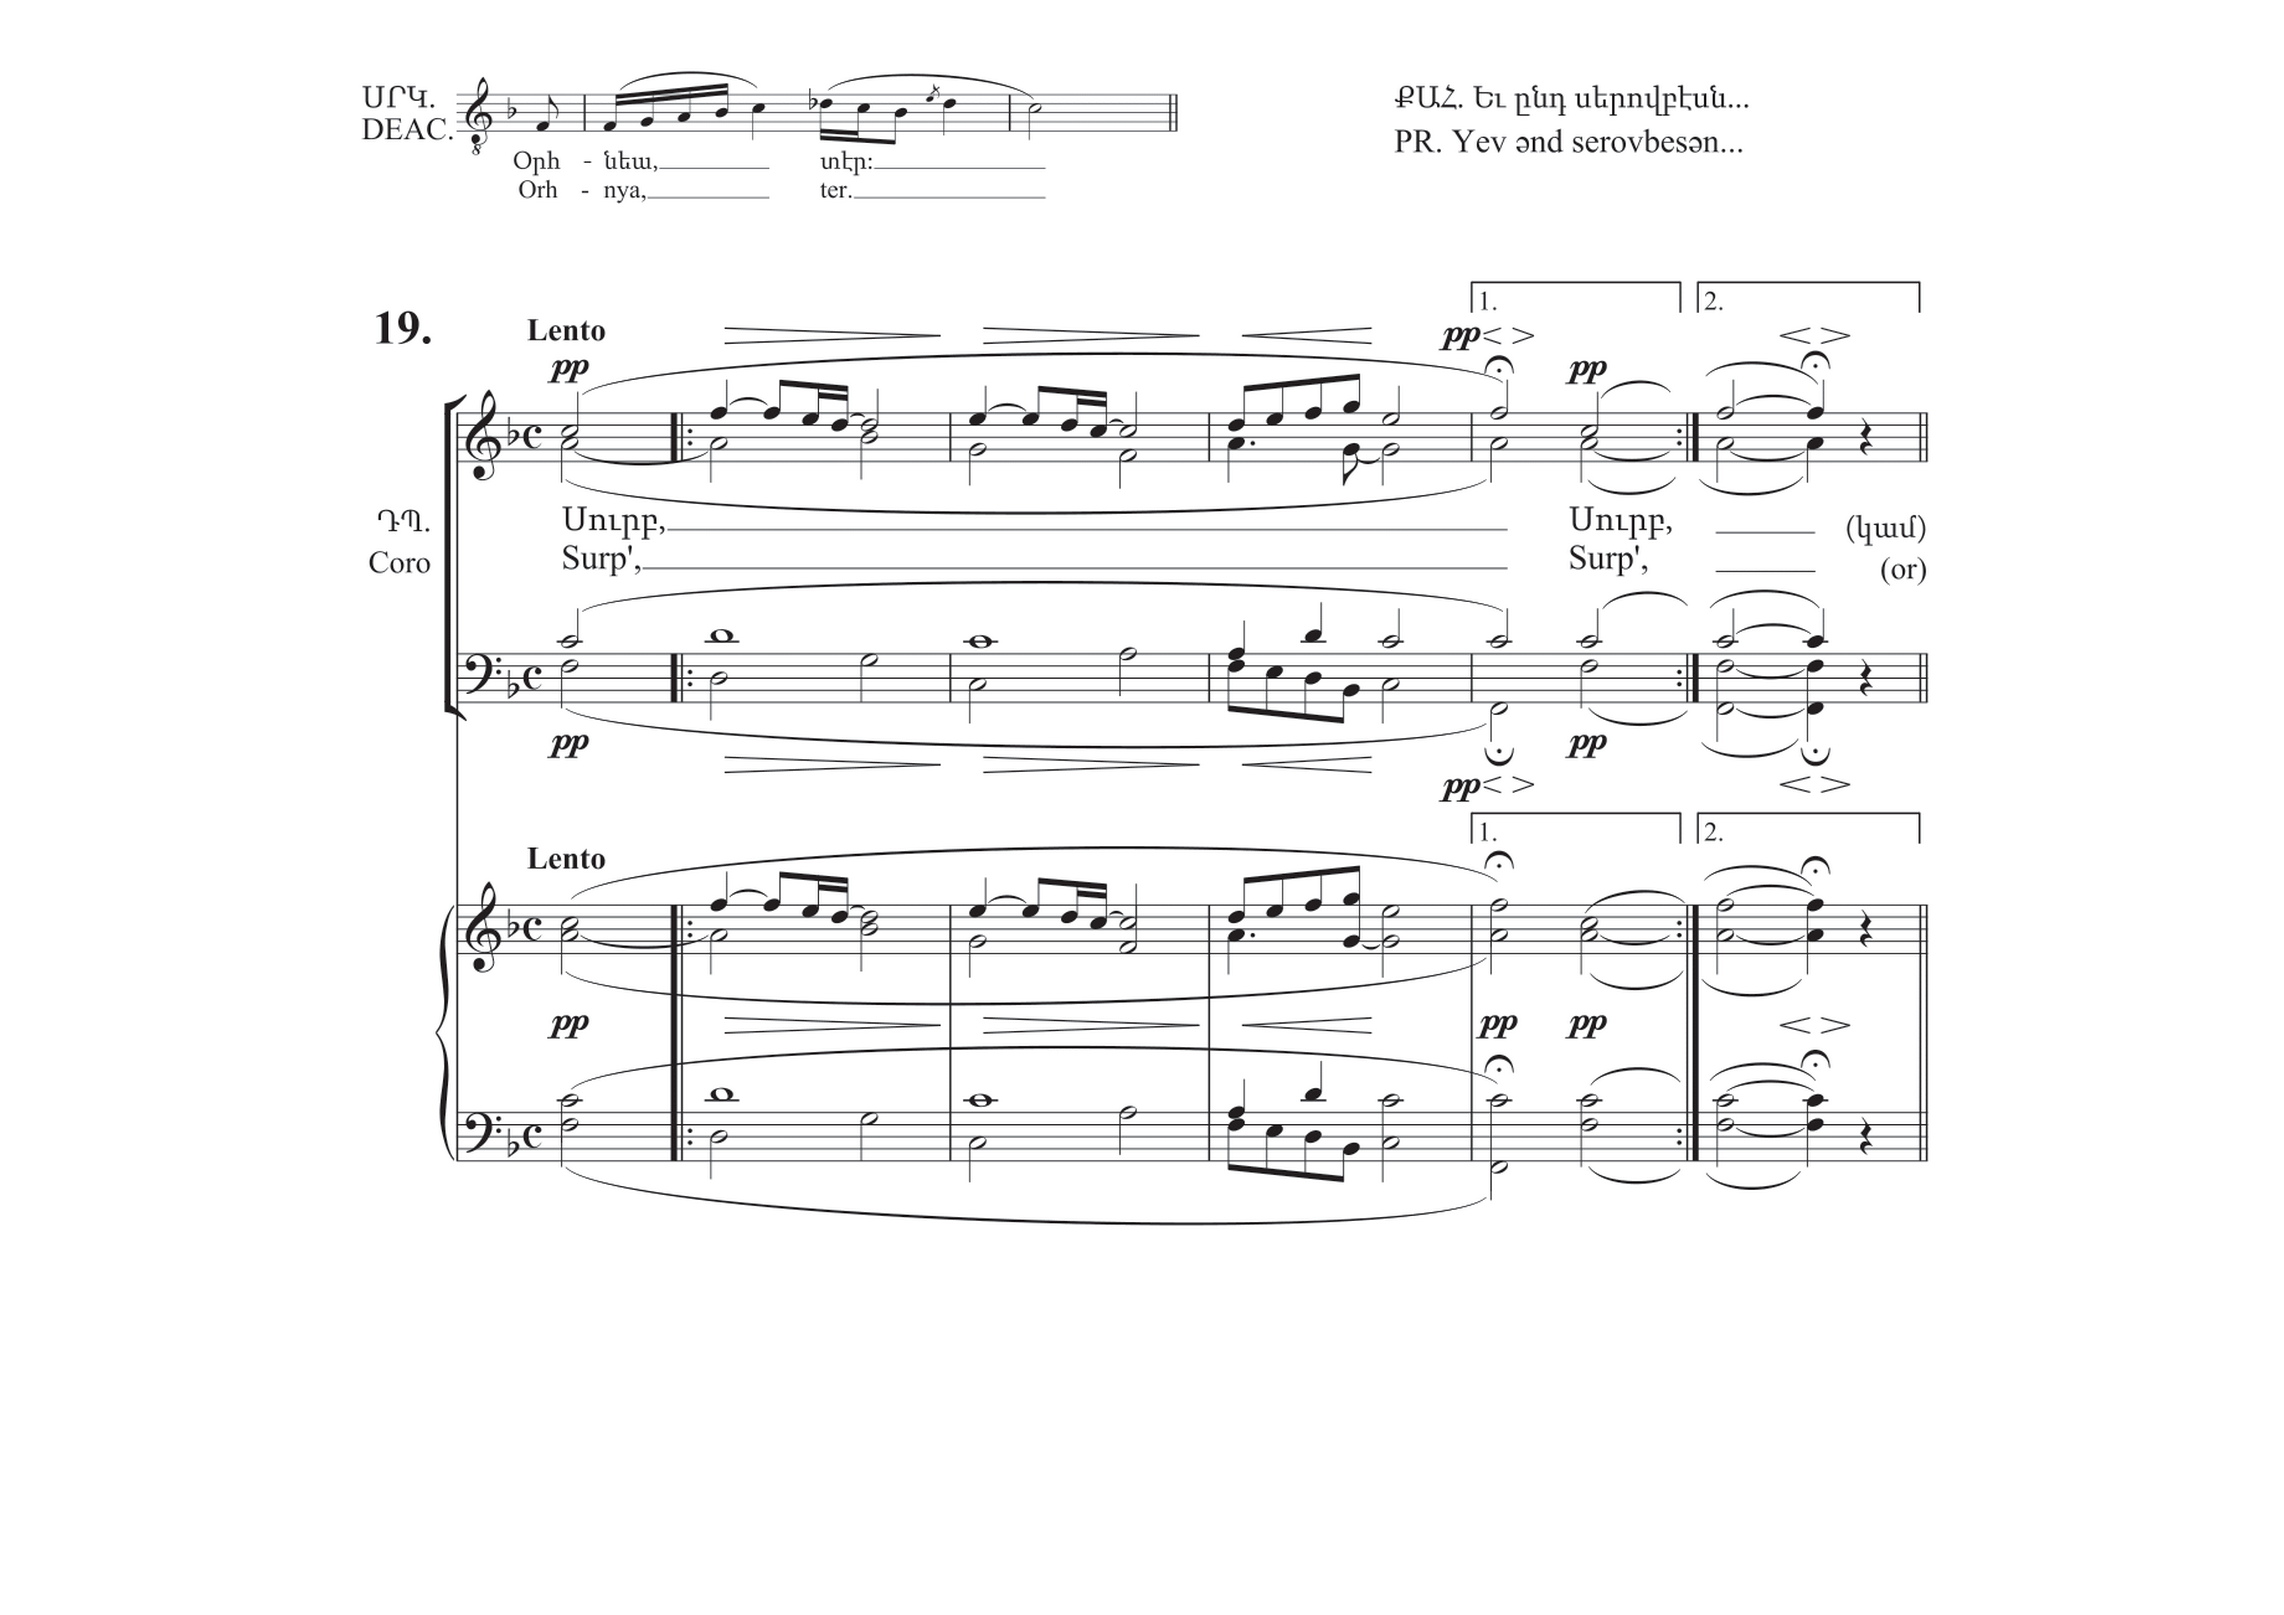 ՍՐԿ.
DEAC.
8
Օրհ - նեա, տէր:
Orh - nya, ter.
ՔԱՀ. Եւ ընդ սերովբէսն...
PR. Yev ənd serovbesən...
19.
Lento
pp
pp
pp
1.
2.
ԴՊ.
Սուրբ, Սուրբ, (կամ)
Coro
Surp', Surp', (or)
pp
pp
pp
Lento
1.
2.
pp
pp
pp